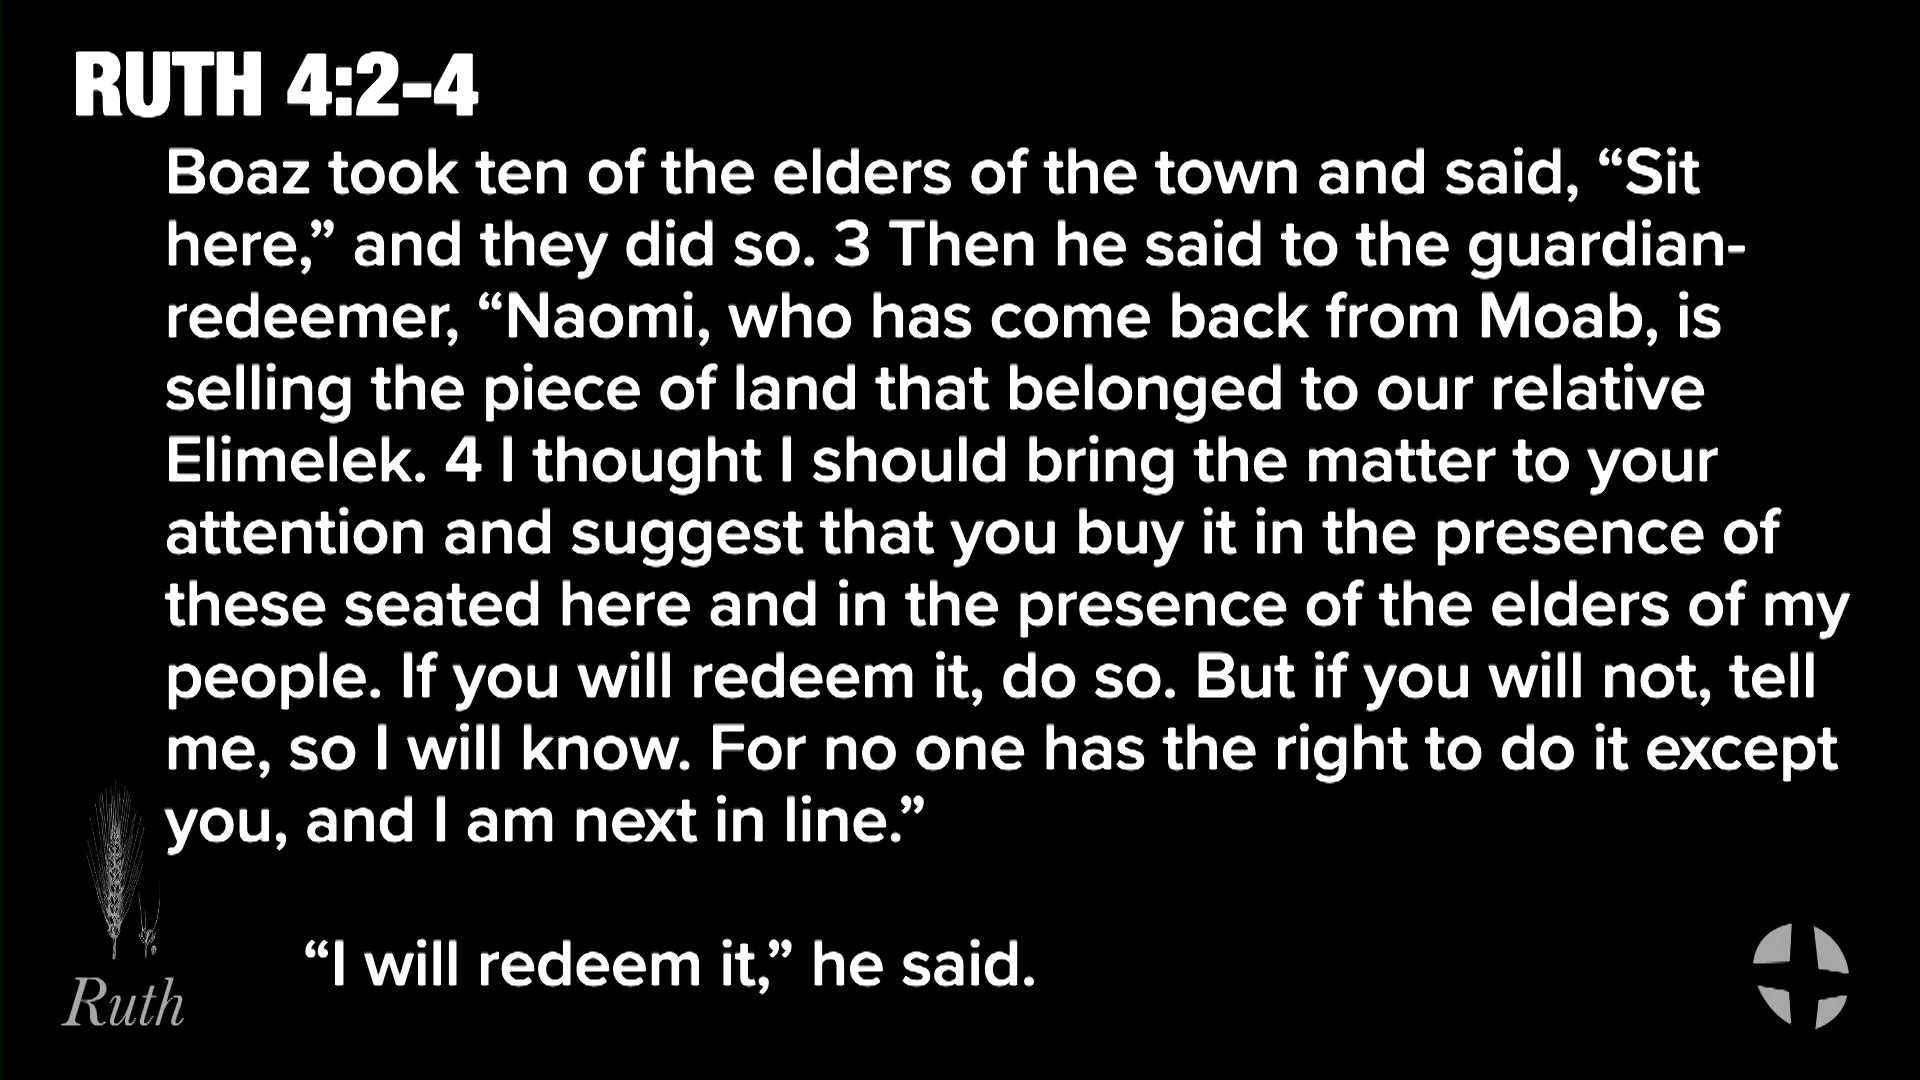 RUTH 4:2-4
Boaz took ten of the elders of the town and said, “Sit
here,” and they did so. 3 Then he said to the guardian-
redeemer, “Naomi, who has come back from Moab, is
selling the piece of land that belonged to our relative
Elimelek. 4 I thought I should bring the matter to your
attention and suggest that you buy it in the presence of
these seated here and in the presence of the elders of my
people. If you will redeem it, do so. But if you will not, tell
me, so I will know. For no one has the right to do it except
you, and I am next in line.”
“I will redeem it,” he said.
Ruth